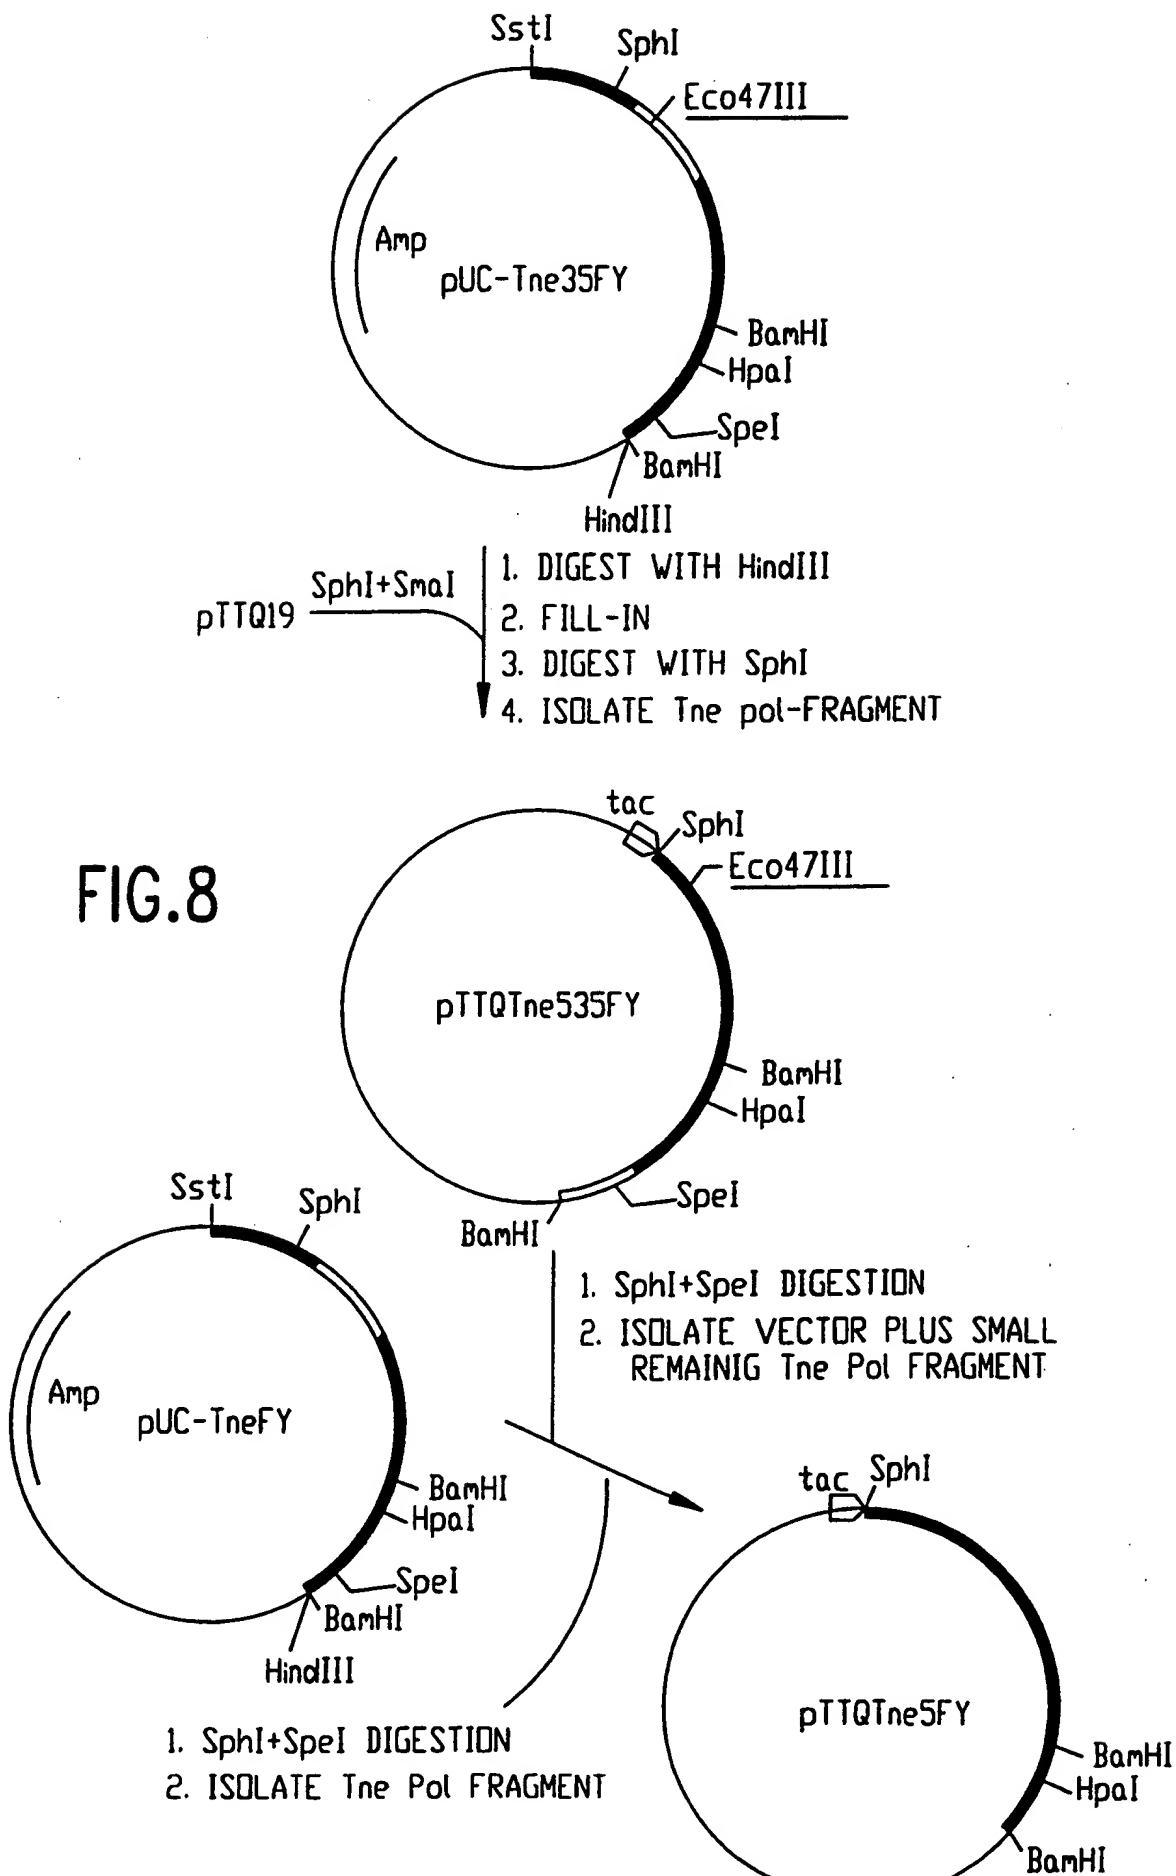 SstI
SphI
Eco47III
Amp
pUC-Tne35FY
BamHI
HpaI
SpeI
BamHI
HindIII
pTTQ19
SphI+SmaI
1. DIGEST WITH HindIII
2. FILL-IN
3. DIGEST WITH SphI
4. ISOLATE Tne pol-FRAGMENT
FIG.8
tac
SphI
Eco47III
pTTQTne535FY
BamHI
HpaI
SpeI
BamHI
1. SphI+SpeI DIGESTION
2. ISOLATE VECTOR PLUS SMALL
REMAINIG Tne Pol FRAGMENT
SstI
SphI
Amp
pUC-TneFY
BamHI
HpaI
SpeI
BamHI
HindIII
1. SphI+SpeI DIGESTION
2. ISOLATE Tne Pol FRAGMENT
tac
SphI
pTTQTne5FY
BamHI
HpaI
BamHI